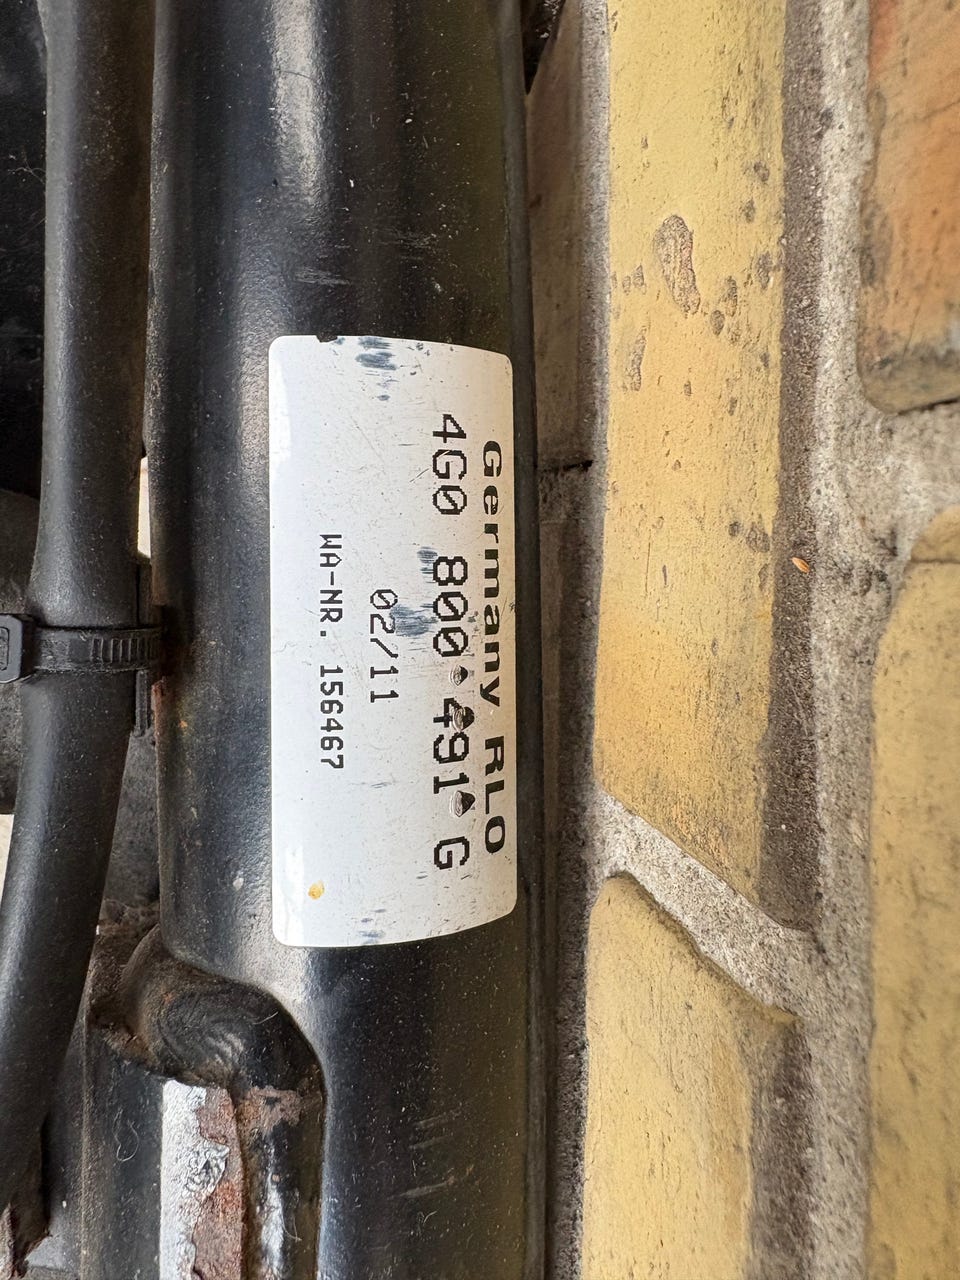 Germany RLO
4G0 800 491 G
02/11
WA-NR. 156467